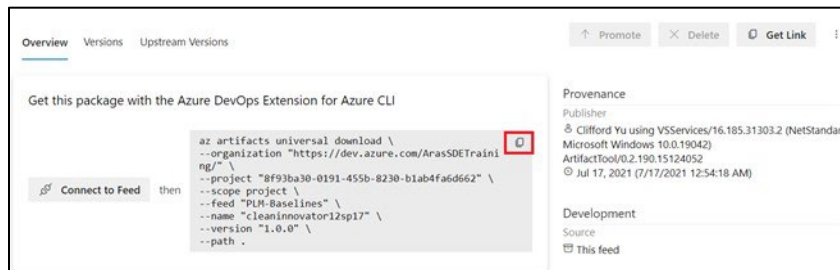 Overview Versions Upstream Versions
Promote Delete Get Link
Get this package with the Azure DevOps Extension for Azure CLI
Connect to Feed then
az artifacts universal download \
--organization "https://dev.azure.com/ArasSDETraini
ng/" \
--project "8f93ba30-0191-455b-8230-b1ab4fa6d662" \
--scope project \
--feed "PLM-Baselines" \
--name "cleaninnovator12sp17" \
--version "1.0.0" \
--path .
Provenance
Publisher
Clifford Yu using VSServices/16.185.31303.2 (NetStandar
Microsoft Windows 10.0.19042)
ArtifactTool/0.2.190.15124052
Jul 17, 2021 (7/17/2021 12:54:18 AM)
Development
Source
This feed